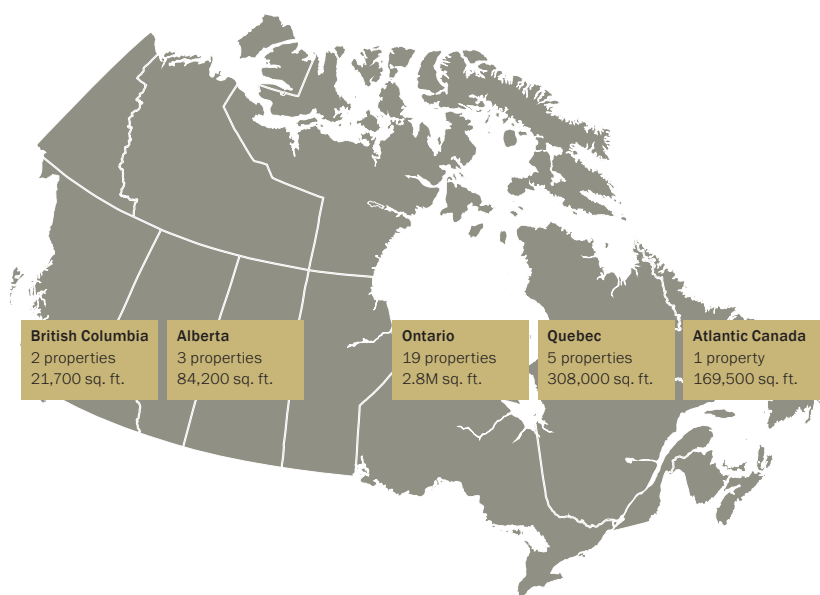 British Columbia
2 properties
21,700 sq. ft.
Alberta
3 properties
84,200 sq. ft.
Ontario
19 properties
2.8M sq. ft.
Quebec
5 properties
308,000 sq. ft.
Atlantic Canada
1 property
169,500 sq. ft.